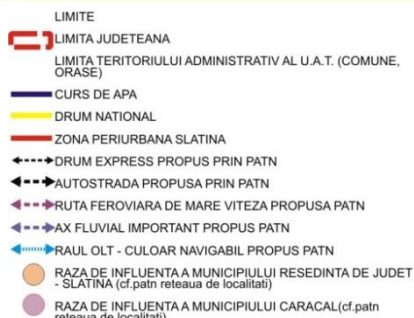 LIMITE
LIMITA JUDETEANA
LIMITA TERITORIULUI ADMINISTRATIV AL U.A.T. (COMUNE,
ORASE)
CURS DE APA
DRUM NATIONAL
ZONA PERIURBANA SLATINA
DRUM EXPRESS PROPUS PRIN PATN
AUTOSTRADA PROPUSA PRIN PATN
RUTA FEROVIARA DE MARE VITEZA PROPUSA PATN
AX FLUVIAL IMPORTANT PROPUS PATN
RAUL OLT - CULOAR NAVIGABIL PROPUS PATN
RAZA DE INFLUENTA A MUNICIPIULUI RESEDINTA DE JUDET
- SLATINA (cf.patn reteaua de localitati)
RAZA DE INFLUENTA A MUNICIPIULUI CARACAL(cf.patn
reteaua de localitati)